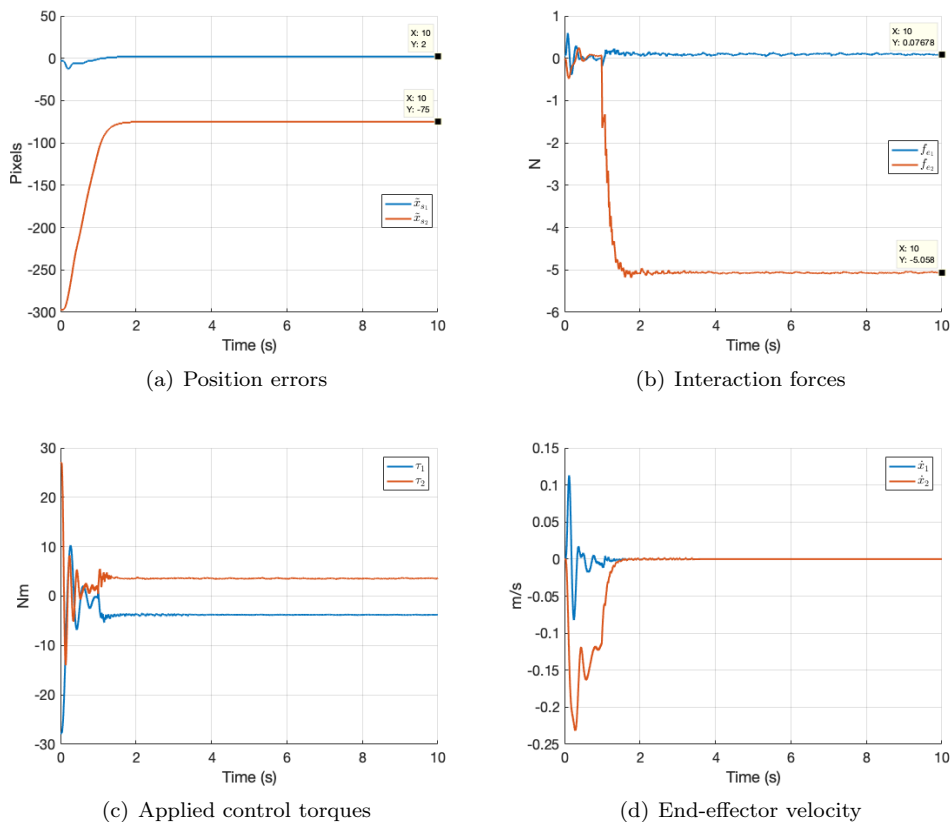 50
0
-50
-100
-150
-200
-250
-300
Pixels
X: 10
Y: 2
X: 10
Y: -75
x̃s₁
x̃s₂
0 2 4 6 8 10
Time (s)
(a) Position errors
1
0
-1
-2
-3
-4
-5
-6
N
X: 10
Y: 0.07678
fe₁
fe₂
X: 10
Y: -5.058
0 2 4 6 8 10
Time (s)
(b) Interaction forces
30
20
10
0
-10
-20
-30
Nm
τ₁
τ₂
0 2 4 6 8 10
Time (s)
(c) Applied control torques
0.15
0.1
0.05
0
-0.05
-0.1
-0.15
-0.2
-0.25
m/s
ẋ₁
ẋ₂
0 2 4 6 8 10
Time (s)
(d) End-effector velocity